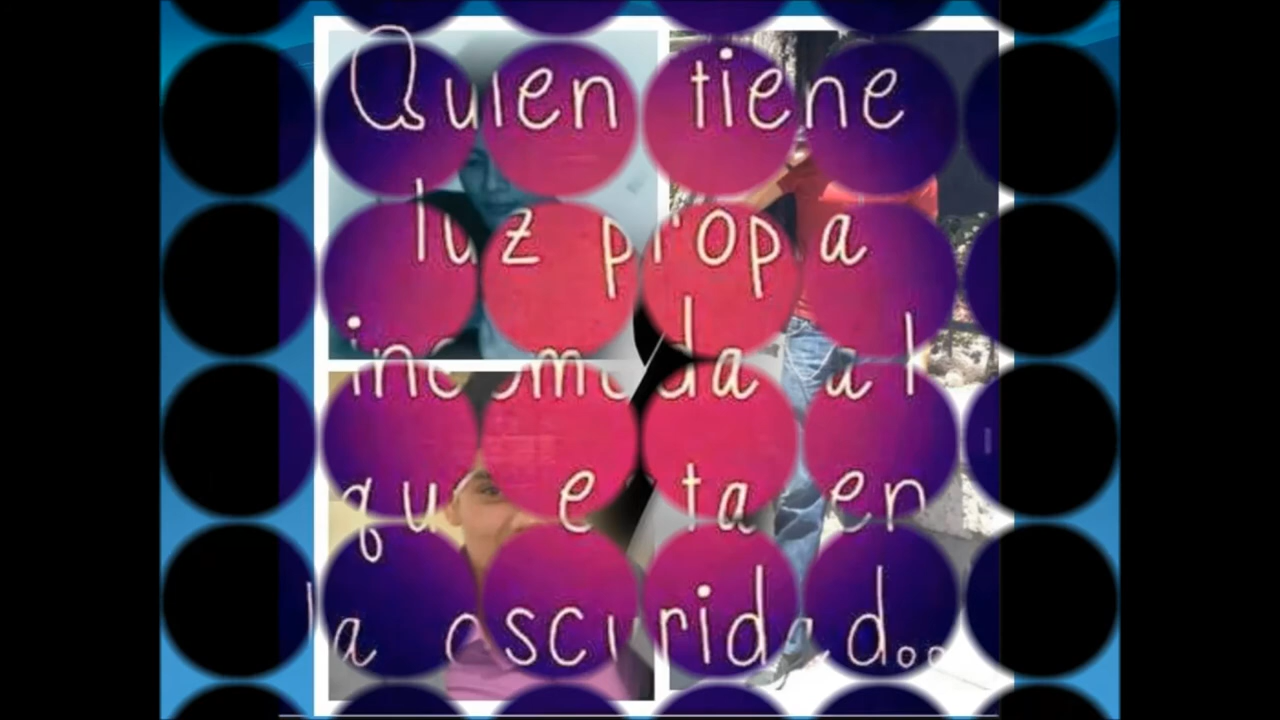 Quien tiene
luz propia
incomoda al
que esta en
la oscuridad...